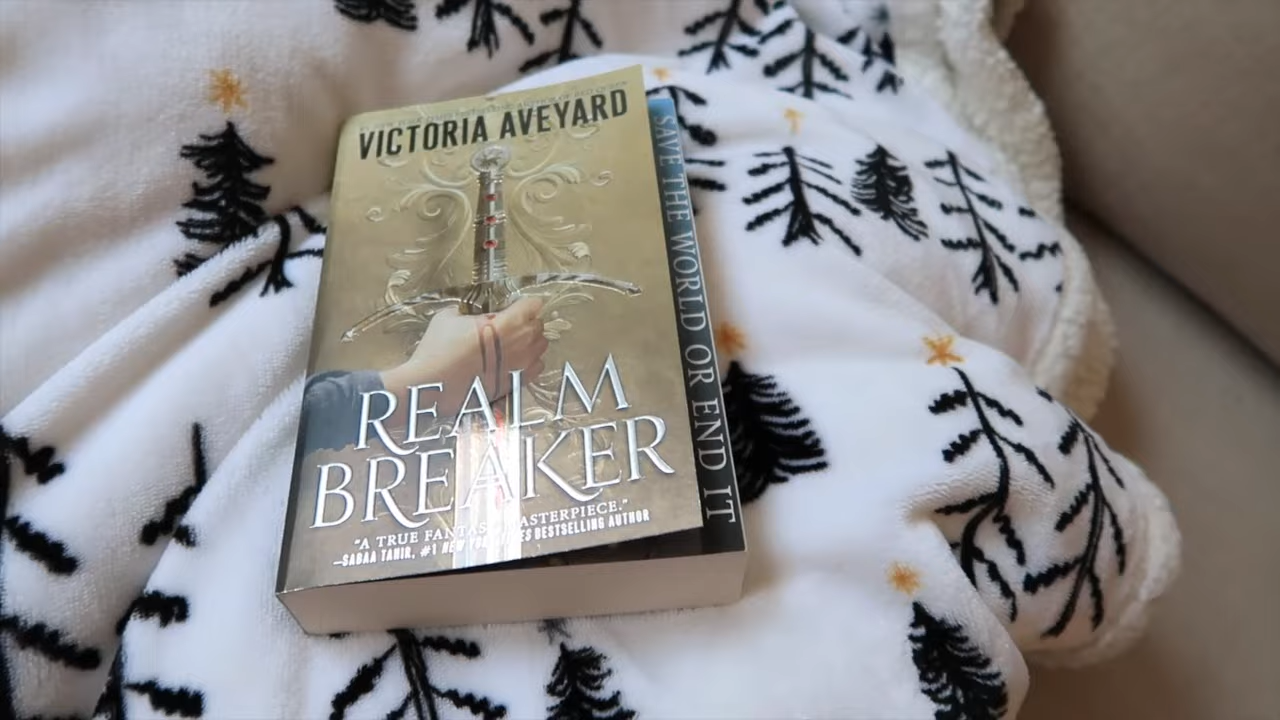 VICTORIA AVEYARD
REALM
BREAKER
"A TRUE FANTASY MASTERPIECE."
—SABAA TAHIR, #1 NEW YORK TIMES BESTSELLING AUTHOR
SAVE THE WORLD OR END IT